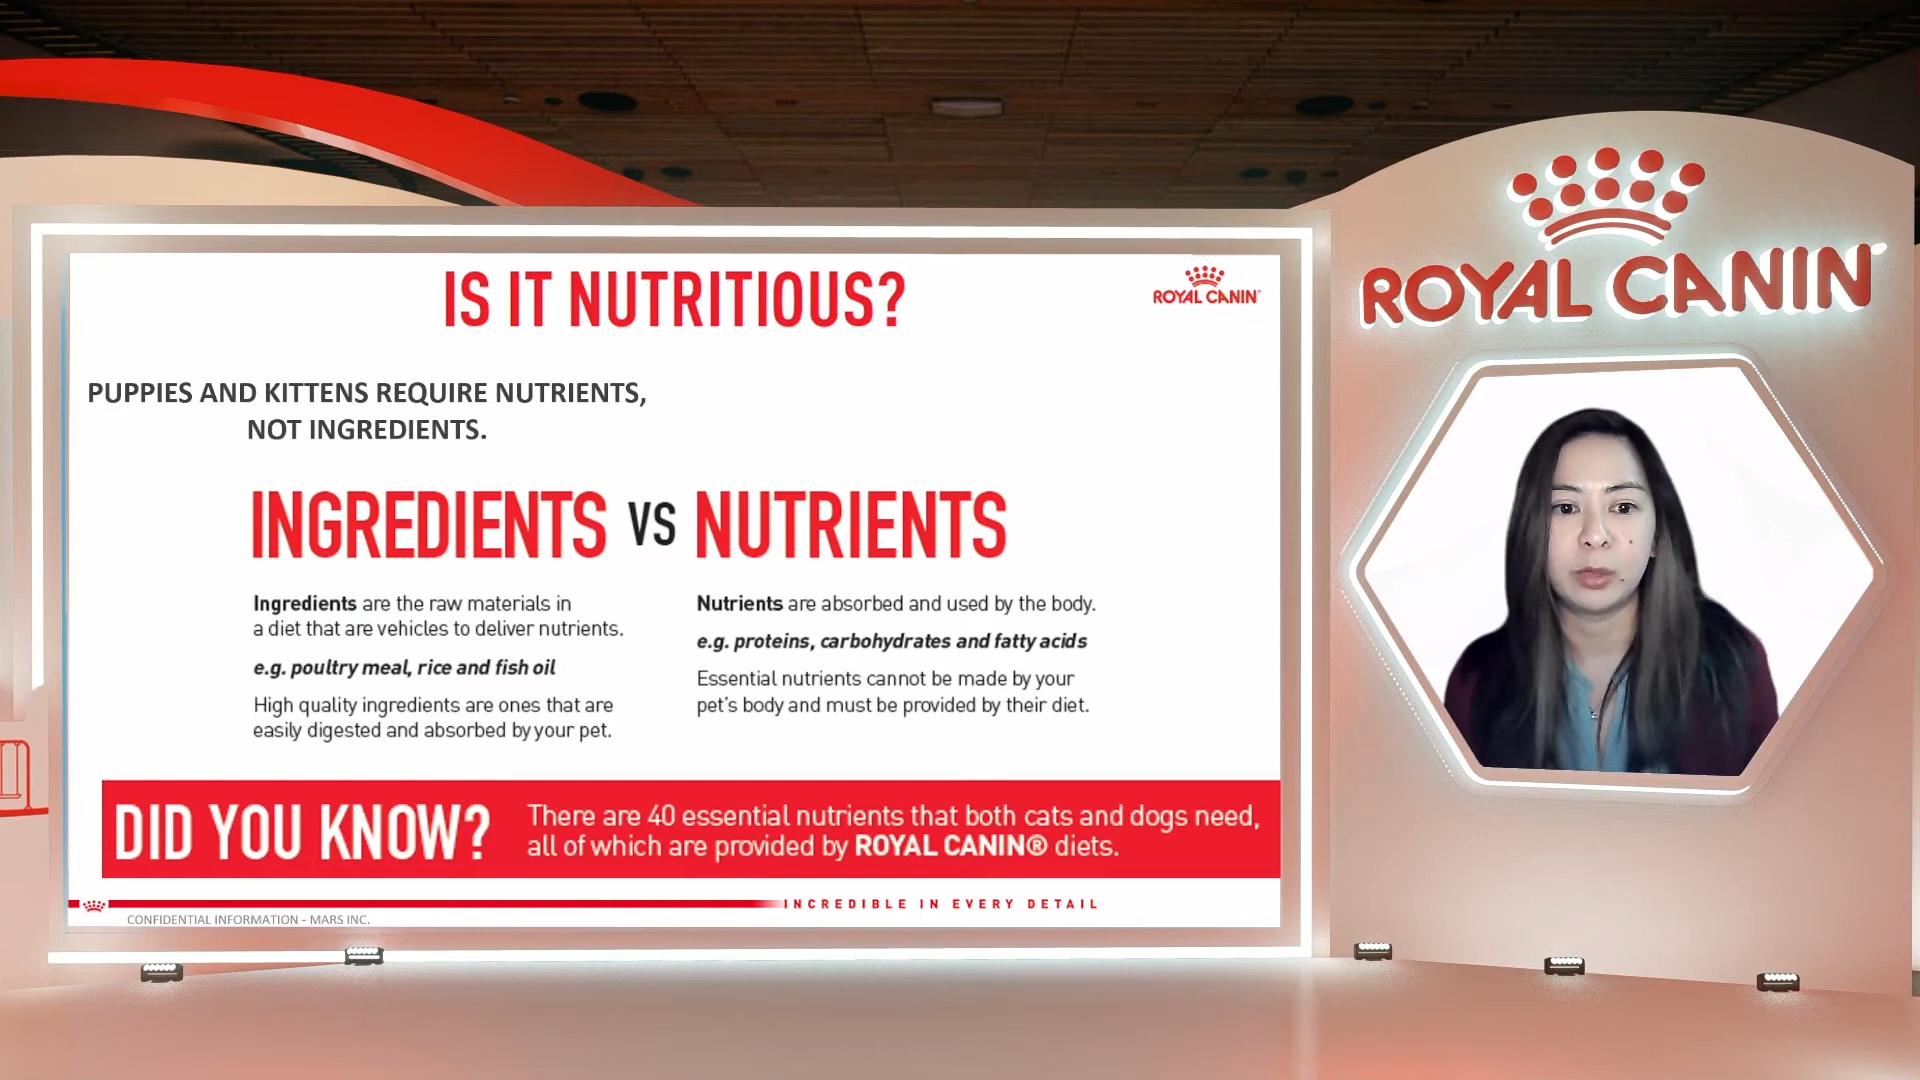 IS IT NUTRITIOUS?
ROYAL CANIN
PUPPIES AND KITTENS REQUIRE NUTRIENTS,
NOT INGREDIENTS.
INGREDIENTS VS NUTRIENTS
Ingredients are the raw materials in
a diet that are vehicles to deliver nutrients.
e.g. poultry meal, rice and fish oil
High quality ingredients are ones that are
easily digested and absorbed by your pet.
Nutrients are absorbed and used by the body.
e.g. proteins, carbohydrates and fatty acids
Essential nutrients cannot be made by your
pet's body and must be provided by their diet.
DID YOU KNOW?
There are 40 essential nutrients that both cats and dogs need,
all of which are provided by ROYAL CANIN® diets.
INCREDIBLE IN EVERY DETAIL
CONFIDENTIAL INFORMATION - MARS INC.
ROYAL CANIN